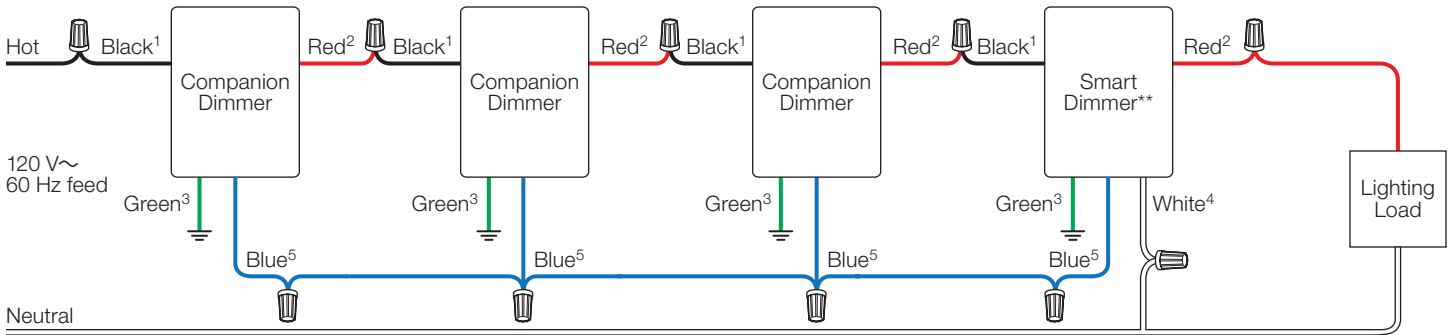 Hot
Black¹
Red²
Black¹
Red²
Black¹
Red²
Black¹
Red²
Companion
Dimmer
Companion
Dimmer
Companion
Dimmer
Smart
Dimmer**
120 V～
60 Hz feed
Green³
Green³
Green³
Green³
White⁴
Lighting
Load
Blue⁵
Blue⁵
Blue⁵
Blue⁵
Neutral